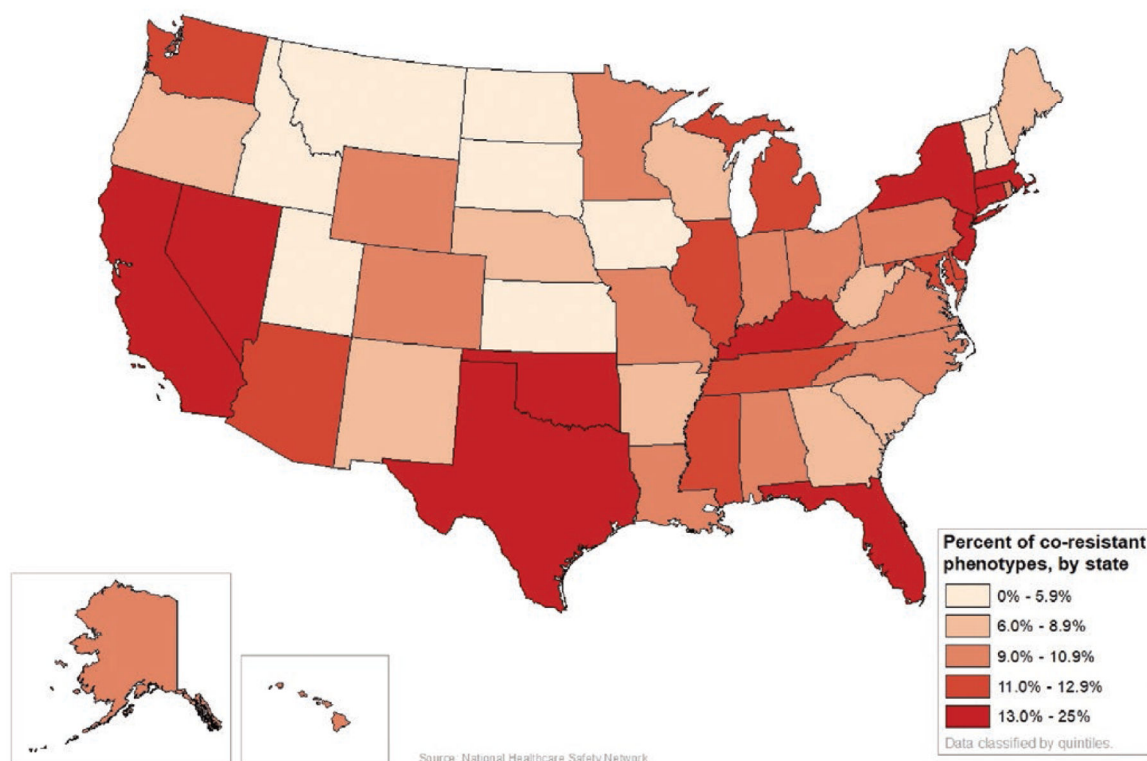 Percent of co-resistant
phenotypes, by state
0% - 5.9%
6.0% - 8.9%
9.0% - 10.9%
11.0% - 12.9%
13.0% - 25%
Data classified by quintiles.
Source: National Healthcare Safety Network